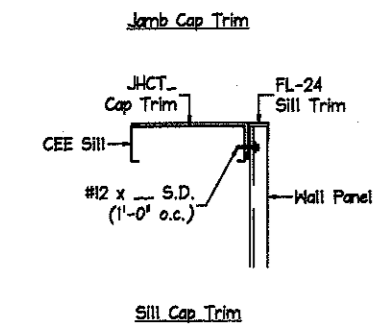 Jamb Cap Trim
JHCT_
Cap Trim
FL-24
Sill Trim
CEE Sill
#12 x __ S.D.
(1'-0" o.c.)
Wall Panel
Sill Cap Trim